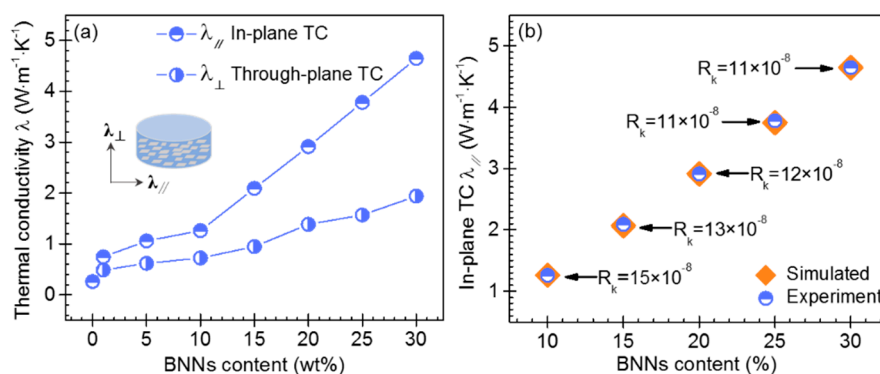 (a)
λ// In-plane TC
λ⊥ Through-plane TC
λ⊥
λ//
Thermal conductivity λ (W·m⁻¹·K⁻¹)
5
4
3
2
1
0
0 5 10 15 20 25 30
BNNs content (wt%)
(b)
In-plane TC λ// (W·m⁻¹·K⁻¹)
5
4
3
2
1
Rk=11×10⁻⁸
Rk=11×10⁻⁸
Rk=12×10⁻⁸
Rk=13×10⁻⁸
Rk=15×10⁻⁸
Simulated
Experiment
10 15 20 25 30
BNNs content (%)